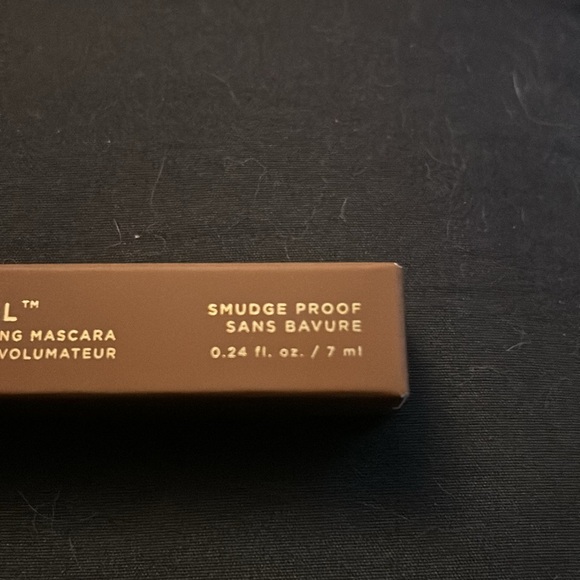 L™
NG MASCARA
VOLUMATEUR
SMUDGE PROOF
SANS BAVURE
0.24 fl. oz. / 7 ml